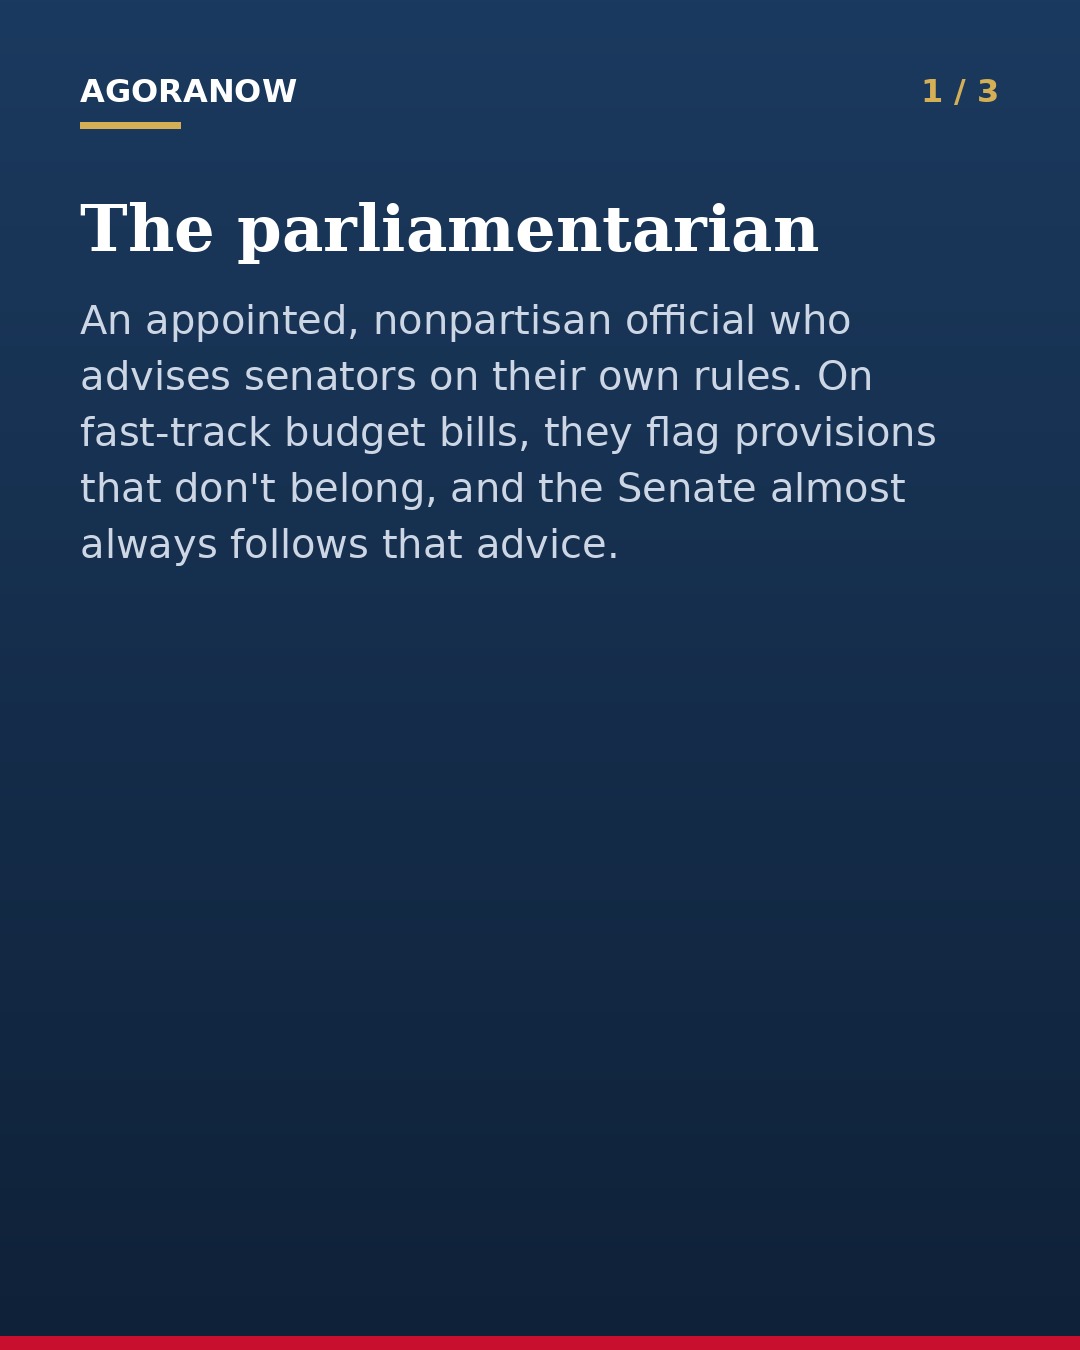 AGORANOW
1 / 3
The parliamentarian
An appointed, nonpartisan official who
advises senators on their own rules. On
fast-track budget bills, they flag provisions
that don't belong, and the Senate almost
always follows that advice.